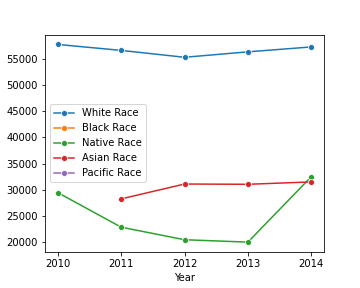 55000
50000
45000
40000
35000
30000
25000
20000
White Race
Black Race
Native Race
Asian Race
Pacific Race
2010 2011 2012 2013 2014
Year